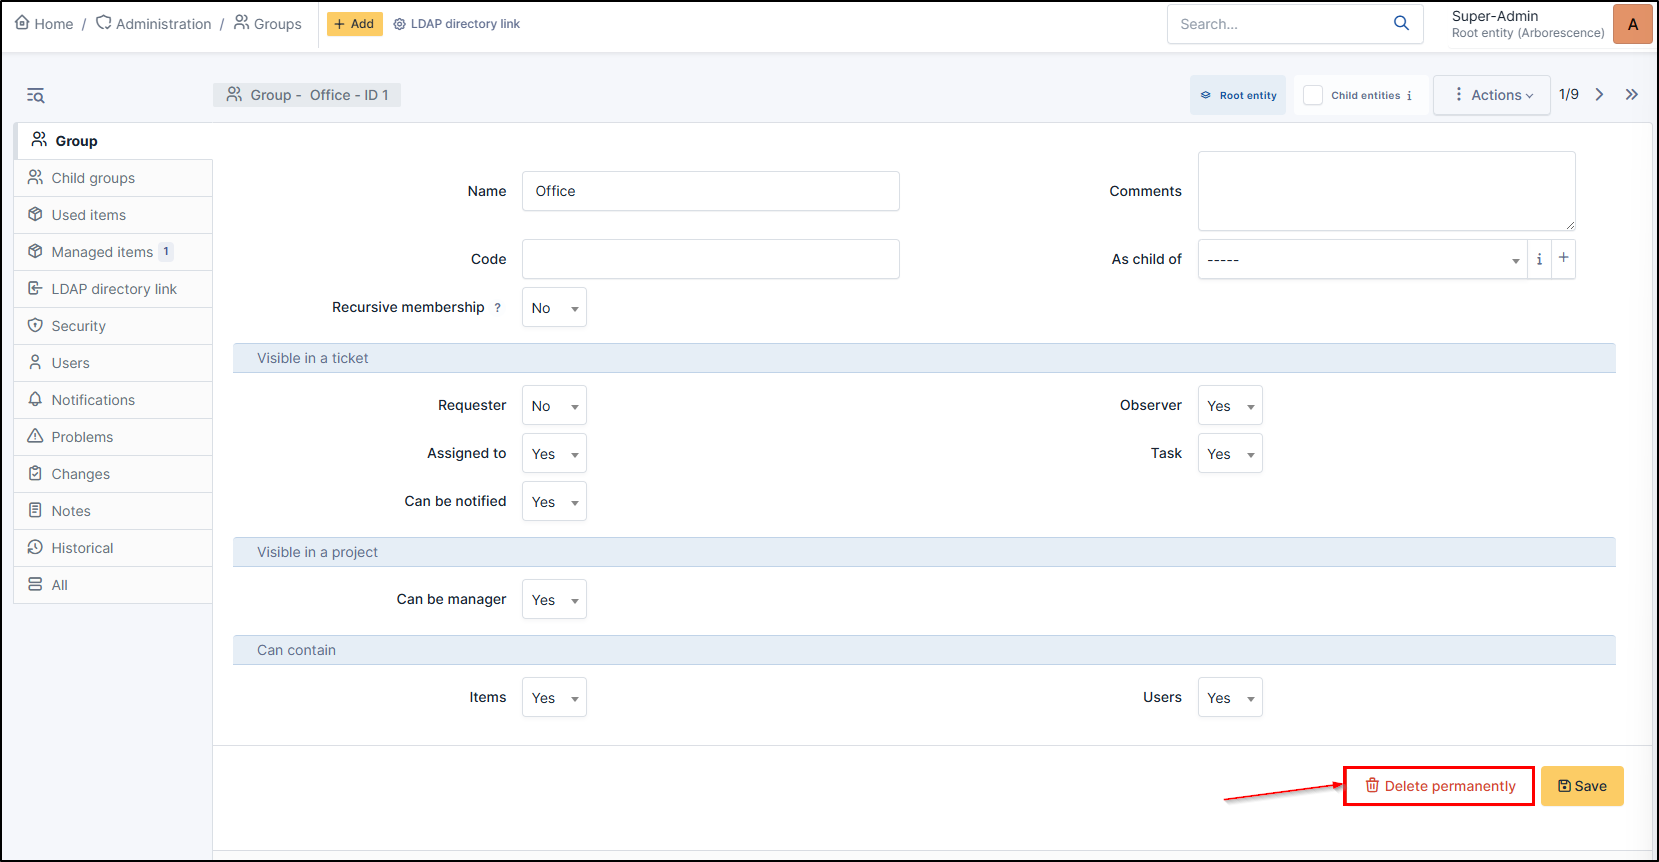 Home / Administration / Groups + Add LDAP directory link Search... Super-Admin A
Root entity (Arborescence)
Group - Office - ID 1 Root entity Child entities i Actions 1/9
Group
Child groups
Used items
Managed items 1
LDAP directory link
Security
Users
Notifications
Problems
Changes
Notes
Historical
All
Name Office Comments
Code As child of ----- i +
Recursive membership ? No
Visible in a ticket
Requester No Observer Yes
Assigned to Yes Task Yes
Can be notified Yes
Visible in a project
Can be manager Yes
Can contain
Items Yes Users Yes
Delete permanently Save